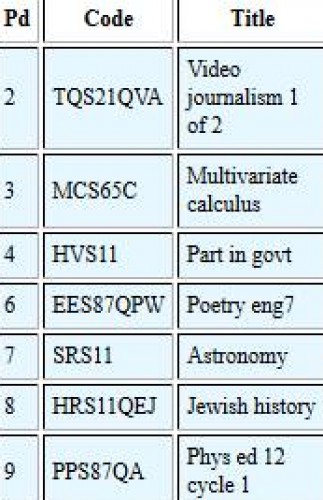 Pd Code Title
2 TQS21QVA Video journalism 1 of 2
3 MCS65C Multivariate calculus
4 HVS11 Part in govt
6 EES87QPW Poetry eng7
7 SRS11 Astronomy
8 HRS11QEJ Jewish history
9 PPS87QA Phys ed 12 cycle 1